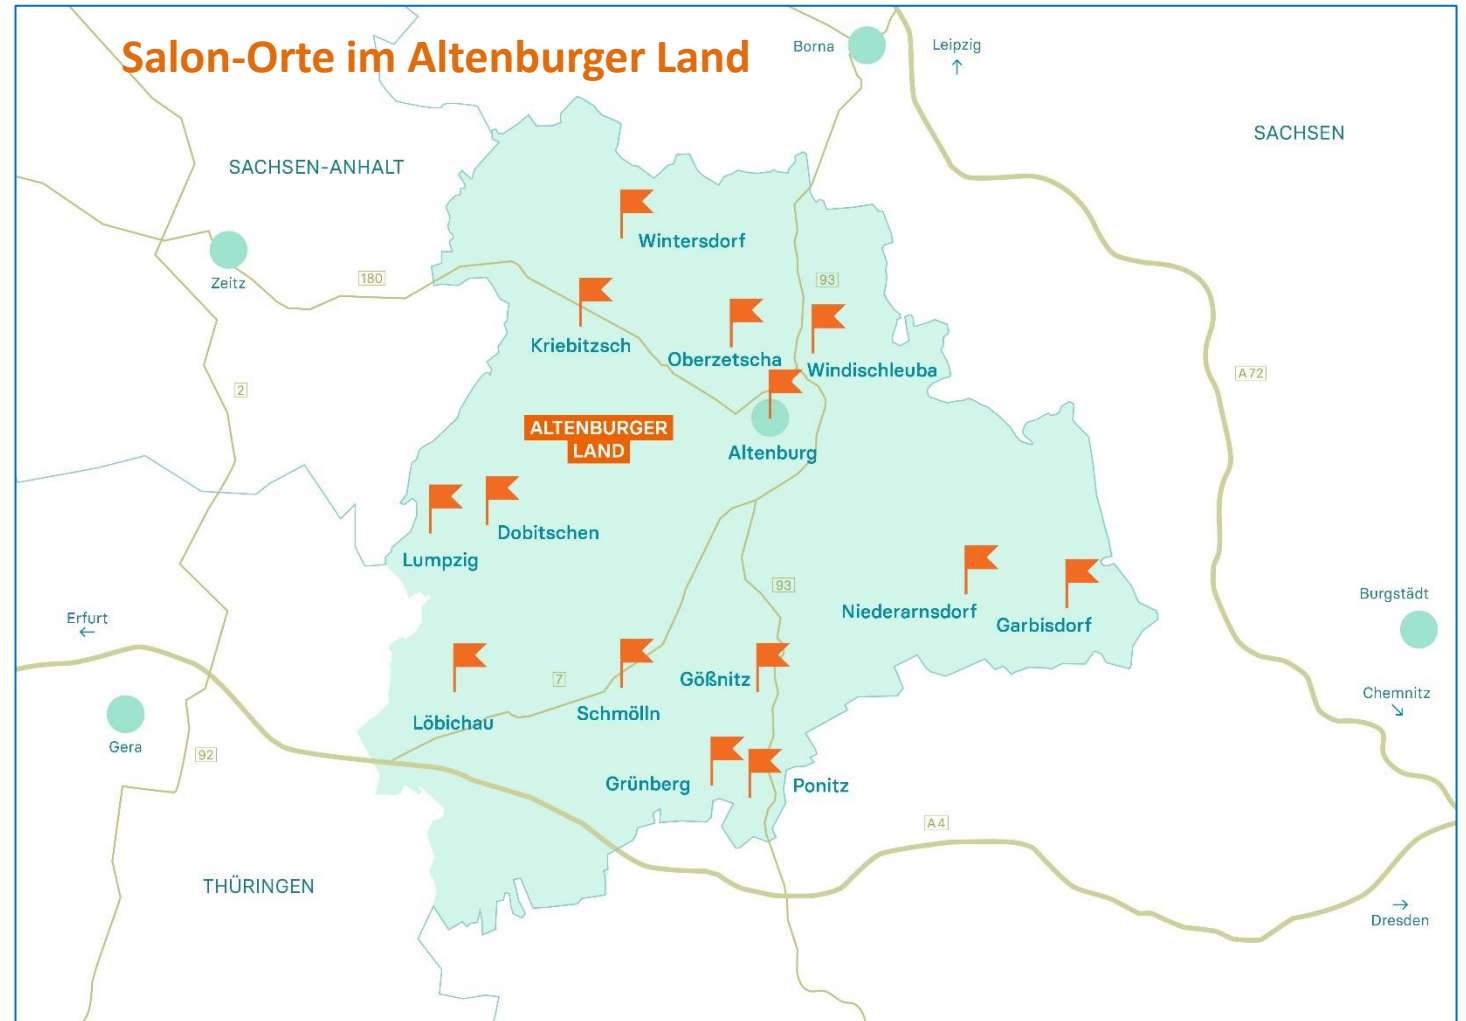 Salon-Orte im Altenburger Land
Borna
Leipzig
↑
SACHSEN
SACHSEN-ANHALT
Wintersdorf
Zeitz
180
93
Kriebitzsch
Oberzetscha
Windischleuba
A 72
2
ALTENBURGER
LAND
Altenburg
Dobitschen
Lumpzig
93
Niederarnsdorf
Garbisdorf
Burgstädt
Erfurt
←
7
Gößnitz
Löbichau
Schmölln
Chemnitz
↘
Gera
92
Grünberg
Ponitz
A 4
THÜRINGEN
→
Dresden